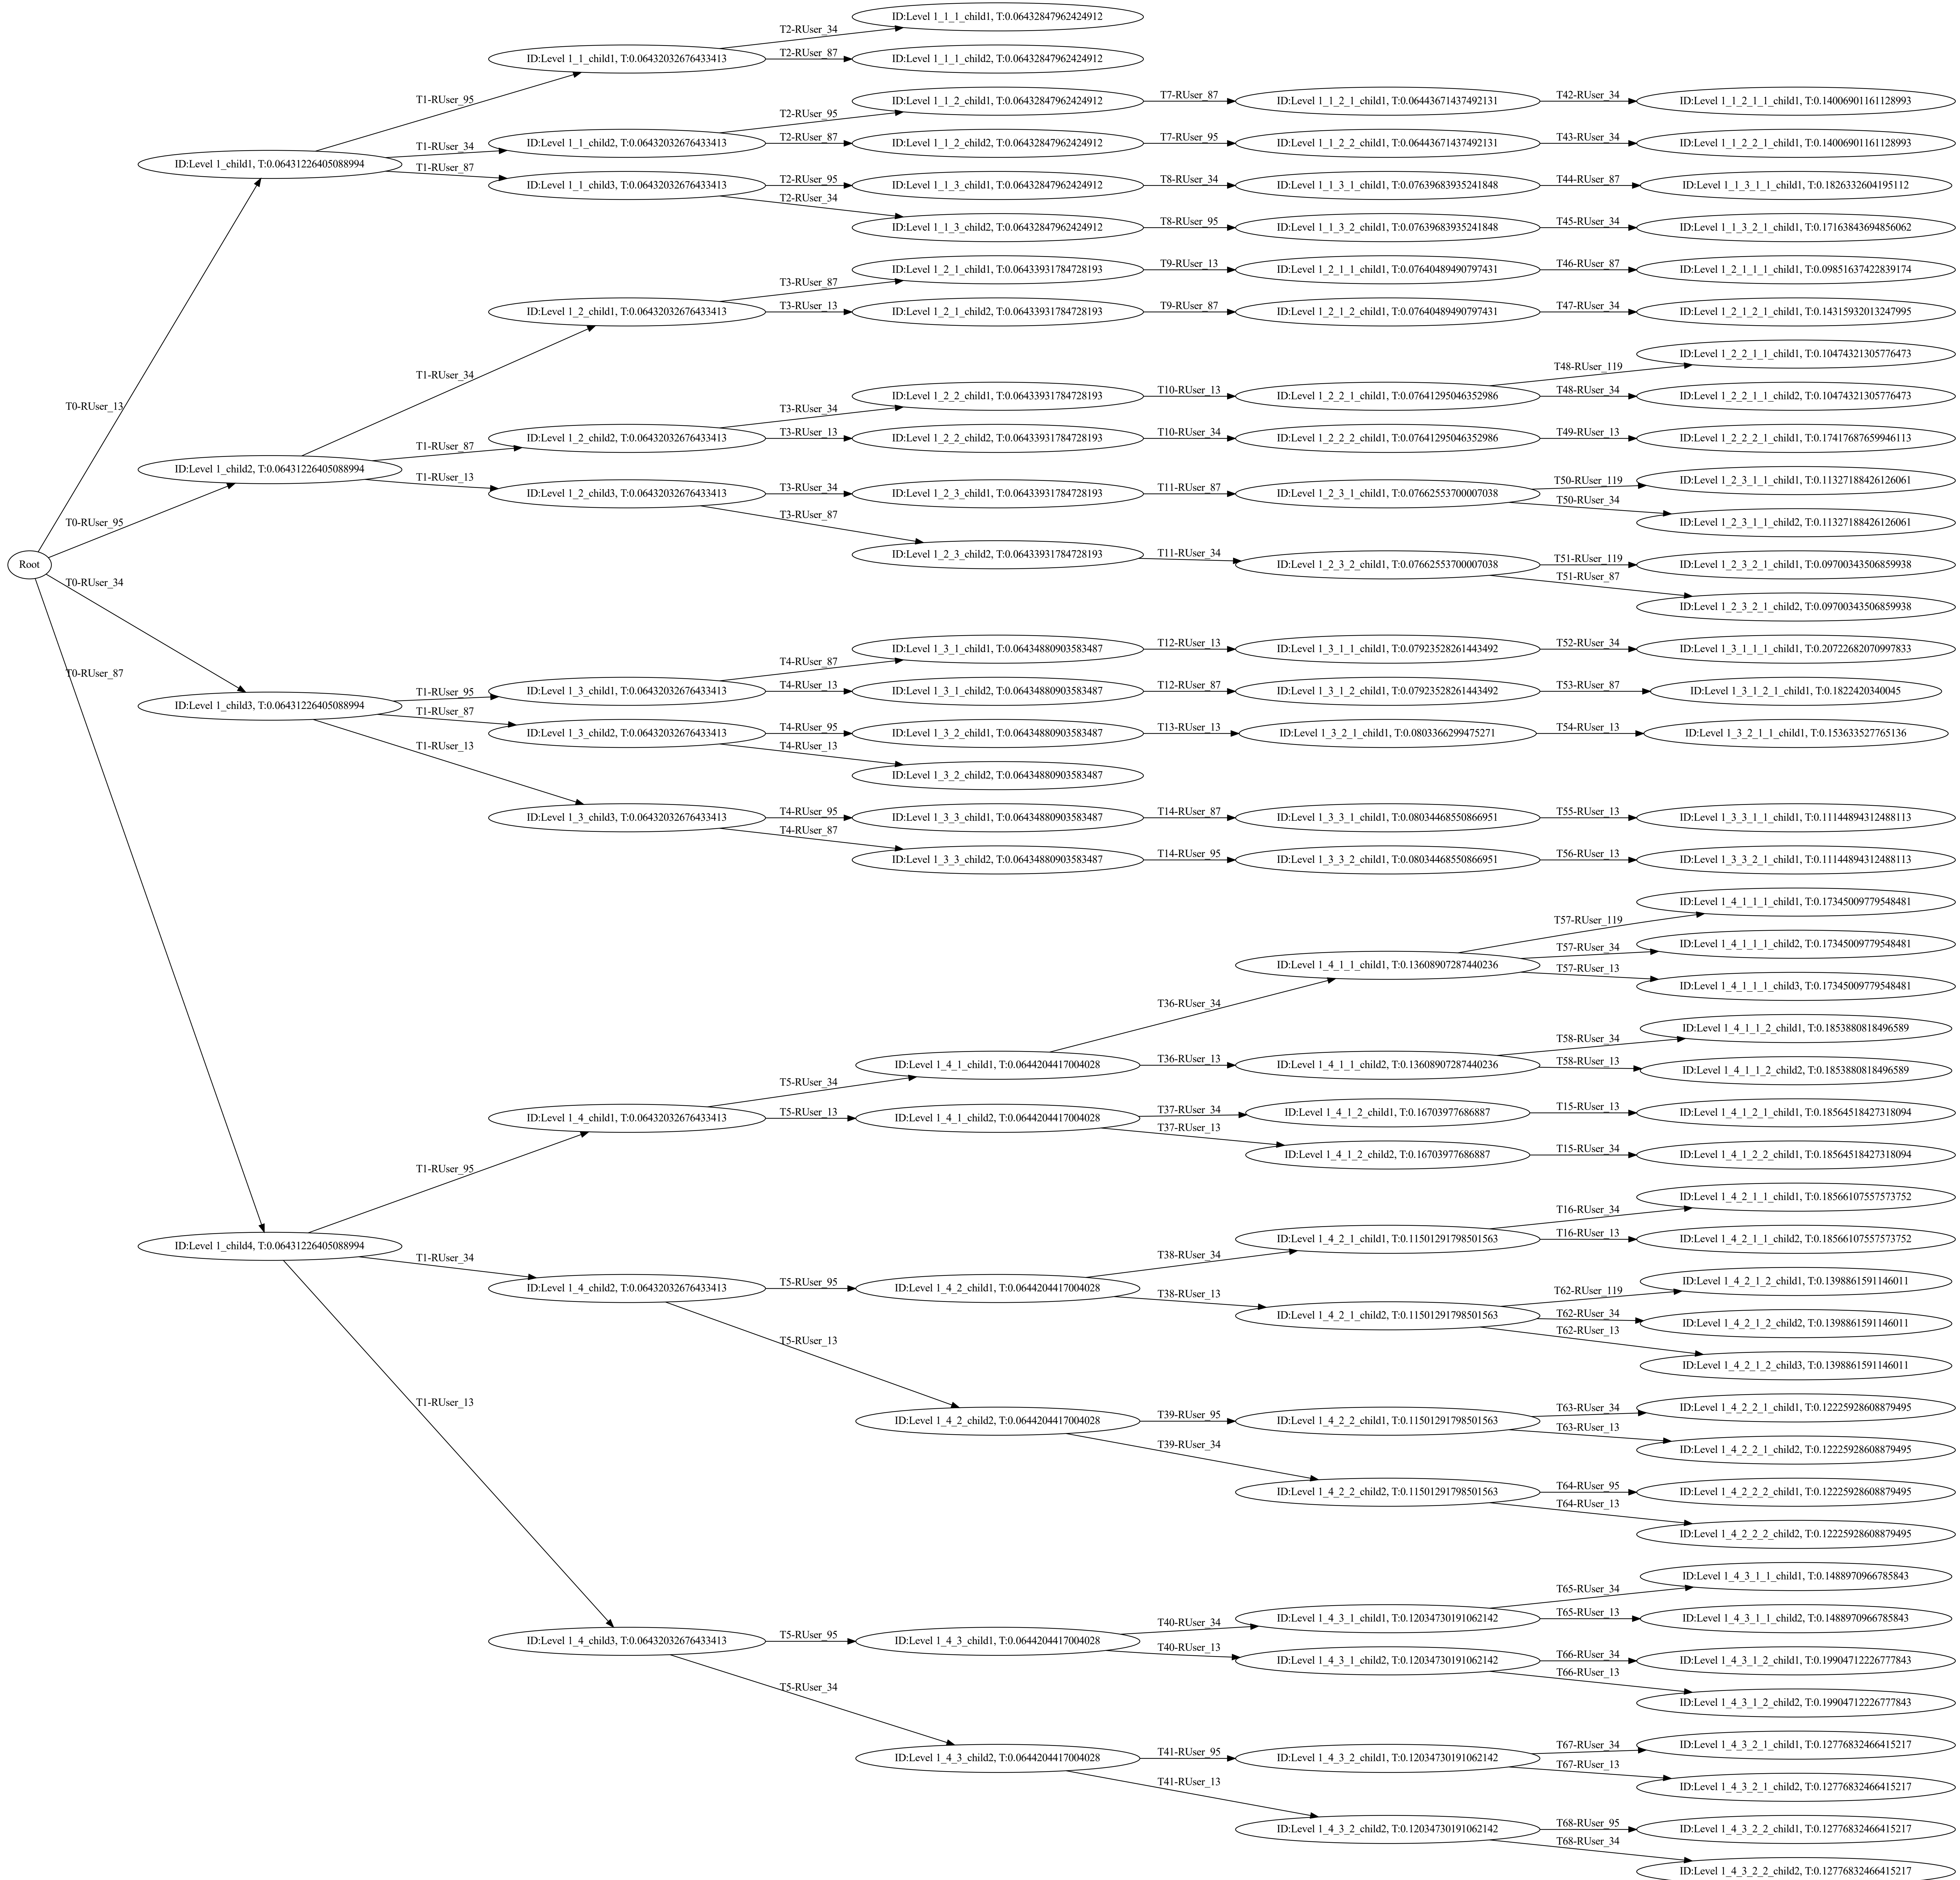 ID:Level 1_1_1_child1, T:0.06432847962424912
T2-RUser_34
ID:Level 1_1_child1, T:0.06432032676433413
T2-RUser_87
ID:Level 1_1_1_child2, T:0.06432847962424912
T1-RUser_95
ID:Level 1_1_2_child1, T:0.06432847962424912
T7-RUser_87
ID:Level 1_1_2_1_child1, T:0.06443671437492131
T42-RUser_34
ID:Level 1_1_2_1_1_child1, T:0.14006901161128993
T2-RUser_95
T1-RUser_34
ID:Level 1_1_child2, T:0.06432032676433413
T2-RUser_87
ID:Level 1_1_2_child2, T:0.06432847962424912
T7-RUser_95
ID:Level 1_1_2_2_child1, T:0.06443671437492131
T43-RUser_34
ID:Level 1_1_2_2_1_child1, T:0.14006901161128993
ID:Level 1_child1, T:0.06431226405088994
T1-RUser_87
ID:Level 1_1_child3, T:0.06432032676433413
T2-RUser_95
ID:Level 1_1_3_child1, T:0.06432847962424912
T8-RUser_34
ID:Level 1_1_3_1_child1, T:0.07639683935241848
T44-RUser_87
ID:Level 1_1_3_1_1_child1, T:0.1826332604195112
T2-RUser_34
ID:Level 1_1_3_child2, T:0.06432847962424912
T8-RUser_95
ID:Level 1_1_3_2_child1, T:0.07639683935241848
T45-RUser_34
ID:Level 1_1_3_2_1_child1, T:0.17163843694856062
ID:Level 1_2_1_child1, T:0.06433931784728193
T9-RUser_13
ID:Level 1_2_1_1_child1, T:0.07640489490797431
T46-RUser_87
ID:Level 1_2_1_1_1_child1, T:0.09851637422839174
T3-RUser_87
ID:Level 1_2_child1, T:0.06432032676433413
T3-RUser_13
ID:Level 1_2_1_child2, T:0.06433931784728193
T9-RUser_87
ID:Level 1_2_1_2_child1, T:0.07640489490797431
T47-RUser_34
ID:Level 1_2_1_2_1_child1, T:0.14315932013247995
ID:Level 1_2_2_1_1_child1, T:0.10474321305776473
T48-RUser_119
T1-RUser_34
T0-RUser_13
T3-RUser_34
ID:Level 1_2_2_child1, T:0.06433931784728193
T10-RUser_13
ID:Level 1_2_2_1_child1, T:0.07641295046352986
T48-RUser_34
ID:Level 1_2_2_1_1_child2, T:0.10474321305776473
ID:Level 1_2_child2, T:0.06432032676433413
T3-RUser_13
ID:Level 1_2_2_child2, T:0.06433931784728193
T10-RUser_34
ID:Level 1_2_2_2_child1, T:0.07641295046352986
T49-RUser_13
ID:Level 1_2_2_2_1_child1, T:0.17417687659946113
T1-RUser_87
ID:Level 1_child2, T:0.06431226405088994
T1-RUser_13
ID:Level 1_2_child3, T:0.06432032676433413
T3-RUser_34
ID:Level 1_2_3_child1, T:0.06433931784728193
T11-RUser_87
ID:Level 1_2_3_1_child1, T:0.07662553700007038
T50-RUser_119
ID:Level 1_2_3_1_1_child1, T:0.11327188426126061
T50-RUser_34
ID:Level 1_2_3_1_1_child2, T:0.11327188426126061
T0-RUser_95
T3-RUser_87
ID:Level 1_2_3_child2, T:0.06433931784728193
T11-RUser_34
ID:Level 1_2_3_2_child1, T:0.07662553700007038
T51-RUser_119
ID:Level 1_2_3_2_1_child1, T:0.09700343506859938
T51-RUser_87
Root
T0-RUser_34
ID:Level 1_2_3_2_1_child2, T:0.09700343506859938
ID:Level 1_3_1_child1, T:0.06434880903583487
T12-RUser_13
ID:Level 1_3_1_1_child1, T:0.07923528261443492
T52-RUser_34
ID:Level 1_3_1_1_1_child1, T:0.20722682070997833
T0-RUser_87
T4-RUser_87
T1-RUser_95
ID:Level 1_3_child1, T:0.06432032676433413
T4-RUser_13
ID:Level 1_3_1_child2, T:0.06434880903583487
T12-RUser_87
ID:Level 1_3_1_2_child1, T:0.07923528261443492
T53-RUser_87
ID:Level 1_3_1_2_1_child1, T:0.1822420340045
ID:Level 1_child3, T:0.06431226405088994
T1-RUser_87
ID:Level 1_3_child2, T:0.06432032676433413
T4-RUser_95
ID:Level 1_3_2_child1, T:0.06434880903583487
T13-RUser_13
ID:Level 1_3_2_1_child1, T:0.0803366299475271
T54-RUser_13
ID:Level 1_3_2_1_1_child1, T:0.153633527765136
T1-RUser_13
T4-RUser_13
ID:Level 1_3_2_child2, T:0.06434880903583487
ID:Level 1_3_child3, T:0.06432032676433413
T4-RUser_95
ID:Level 1_3_3_child1, T:0.06434880903583487
T14-RUser_87
ID:Level 1_3_3_1_child1, T:0.08034468550866951
T55-RUser_13
ID:Level 1_3_3_1_1_child1, T:0.11144894312488113
T4-RUser_87
ID:Level 1_3_3_child2, T:0.06434880903583487
T14-RUser_95
ID:Level 1_3_3_2_child1, T:0.08034468550866951
T56-RUser_13
ID:Level 1_3_3_2_1_child1, T:0.11144894312488113
ID:Level 1_4_1_1_1_child1, T:0.17345009779548481
T57-RUser_119
ID:Level 1_4_1_1_1_child2, T:0.17345009779548481
T57-RUser_34
ID:Level 1_4_1_1_child1, T:0.13608907287440236
T57-RUser_13
ID:Level 1_4_1_1_1_child3, T:0.17345009779548481
T36-RUser_34
ID:Level 1_4_1_1_2_child1, T:0.1853880818496589
T58-RUser_34
ID:Level 1_4_1_child1, T:0.0644204417004028
T36-RUser_13
ID:Level 1_4_1_1_child2, T:0.13608907287440236
T58-RUser_13
ID:Level 1_4_1_1_2_child2, T:0.1853880818496589
T5-RUser_34
ID:Level 1_4_child1, T:0.06432032676433413
T5-RUser_13
ID:Level 1_4_1_child2, T:0.0644204417004028
T37-RUser_34
ID:Level 1_4_1_2_child1, T:0.16703977686887
T15-RUser_13
ID:Level 1_4_1_2_1_child1, T:0.18564518427318094
T37-RUser_13
T1-RUser_95
ID:Level 1_4_1_2_child2, T:0.16703977686887
T15-RUser_34
ID:Level 1_4_1_2_2_child1, T:0.18564518427318094
ID:Level 1_4_2_1_1_child1, T:0.18566107557573752
T16-RUser_34
ID:Level 1_child4, T:0.06431226405088994
T38-RUser_34
ID:Level 1_4_2_1_child1, T:0.11501291798501563
T16-RUser_13
ID:Level 1_4_2_1_1_child2, T:0.18566107557573752
T1-RUser_34
ID:Level 1_4_child2, T:0.06432032676433413
T5-RUser_95
ID:Level 1_4_2_child1, T:0.0644204417004028
T38-RUser_13
T62-RUser_119
ID:Level 1_4_2_1_2_child1, T:0.1398861591146011
ID:Level 1_4_2_1_child2, T:0.11501291798501563
T62-RUser_34
ID:Level 1_4_2_1_2_child2, T:0.1398861591146011
T5-RUser_13
T62-RUser_13
ID:Level 1_4_2_1_2_child3, T:0.1398861591146011
T1-RUser_13
ID:Level 1_4_2_child2, T:0.0644204417004028
T39-RUser_95
ID:Level 1_4_2_2_child1, T:0.11501291798501563
T63-RUser_34
ID:Level 1_4_2_2_1_child1, T:0.12225928608879495
T63-RUser_13
T39-RUser_34
ID:Level 1_4_2_2_1_child2, T:0.12225928608879495
ID:Level 1_4_2_2_child2, T:0.11501291798501563
T64-RUser_95
ID:Level 1_4_2_2_2_child1, T:0.12225928608879495
T64-RUser_13
ID:Level 1_4_2_2_2_child2, T:0.12225928608879495
ID:Level 1_4_3_1_1_child1, T:0.1488970966785843
T65-RUser_34
T40-RUser_34
ID:Level 1_4_3_1_child1, T:0.12034730191062142
T65-RUser_13
ID:Level 1_4_3_1_1_child2, T:0.1488970966785843
ID:Level 1_4_child3, T:0.06432032676433413
T5-RUser_95
ID:Level 1_4_3_child1, T:0.0644204417004028
T40-RUser_13
ID:Level 1_4_3_1_child2, T:0.12034730191062142
T66-RUser_34
ID:Level 1_4_3_1_2_child1, T:0.19904712226777843
T66-RUser_13
T5-RUser_34
ID:Level 1_4_3_1_2_child2, T:0.19904712226777843
ID:Level 1_4_3_child2, T:0.0644204417004028
T41-RUser_95
ID:Level 1_4_3_2_child1, T:0.12034730191062142
T67-RUser_34
ID:Level 1_4_3_2_1_child1, T:0.12776832466415217
T67-RUser_13
T41-RUser_13
ID:Level 1_4_3_2_1_child2, T:0.12776832466415217
ID:Level 1_4_3_2_child2, T:0.12034730191062142
T68-RUser_95
ID:Level 1_4_3_2_2_child1, T:0.12776832466415217
T68-RUser_34
ID:Level 1_4_3_2_2_child2, T:0.12776832466415217